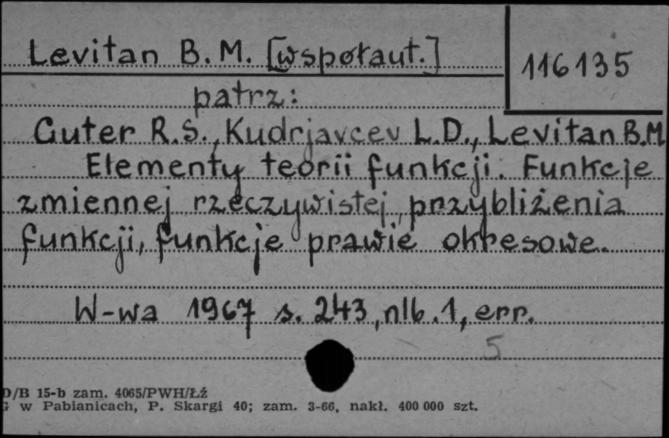 Levitan B.M. [współaut.]
116135
patrz:
Guter R.S., Kudrjavcev L.D., Levitan B.M
Elementy teorii funkcji. Funkcje
zmiennej rzeczywistej, przybliżenia
funkcji, funkcje prawie okresowe.
W-wa 1967 s. 243, nlb. 1, err.
5
D/B 15-b zam. 4065/PWH/Łź
w Pabianicach, P. Skargi 40; zam. 3-66, nakł. 400 000 szt.